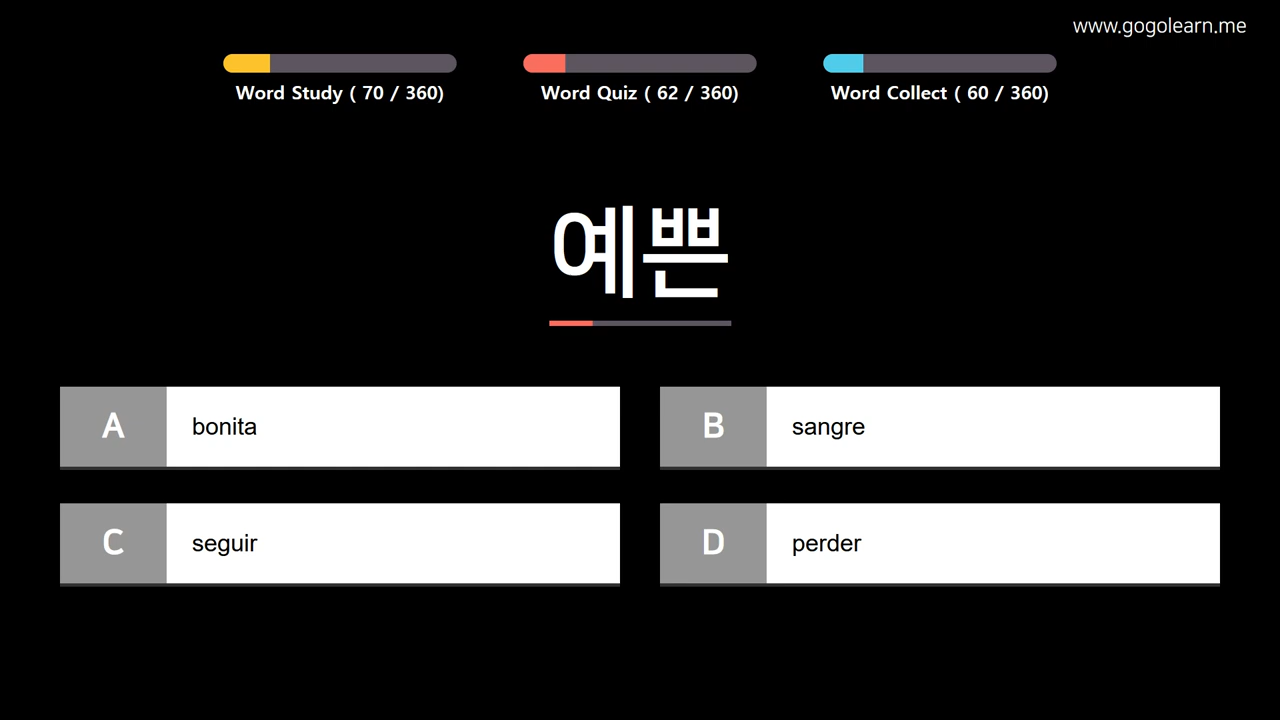 www.gogolearn.me
Word Study ( 70 / 360)
Word Quiz ( 62 / 360)
Word Collect ( 60 / 360)
예쁜
A bonita
B sangre
C seguir
D perder